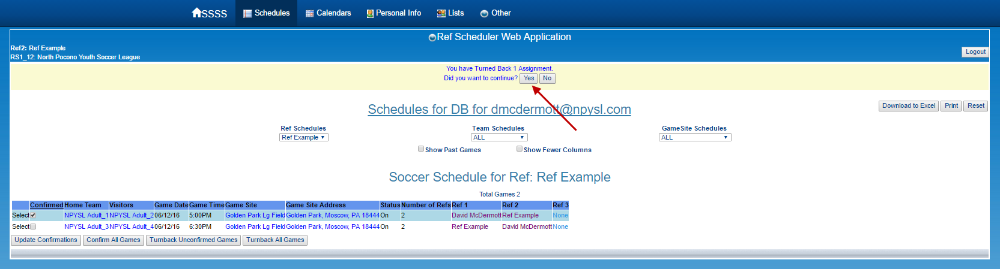 SSSS Schedules Calendars Personal Info Lists Other
Ref Scheduler Web Application
Ref2: Ref Example
RS1_12: North Pocono Youth Soccer League
Logout
You have Turned Back 1 Assignment.
Did you want to continue? Yes No
Schedules for DB for dmcdermott@npysl.com
Download to Excel Print Reset
Ref Schedules Team Schedules GameSite Schedules
Ref Example ALL ALL
Show Past Games Show Fewer Columns
Soccer Schedule for Ref: Ref Example
Total Games 2
Confirmed Home Team Visitors Game Date Game Time Game Site Game Site Address Status Number of Refs Ref 1 Ref 2 Ref 3
Select NPYSL Adult_1 NPYSL Adult_2 06/12/16 5:00PM Golden Park Lg Field Golden Park, Moscow, PA 18444 On 2 David McDermott Ref Example None
Select NPYSL Adult_3 NPYSL Adult_4 06/12/16 6:30PM Golden Park Lg Field Golden Park, Moscow, PA 18444 On 2 Ref Example David McDermott None
Update Confirmations Confirm All Games Turnback Unconfirmed Games Turnback All Games